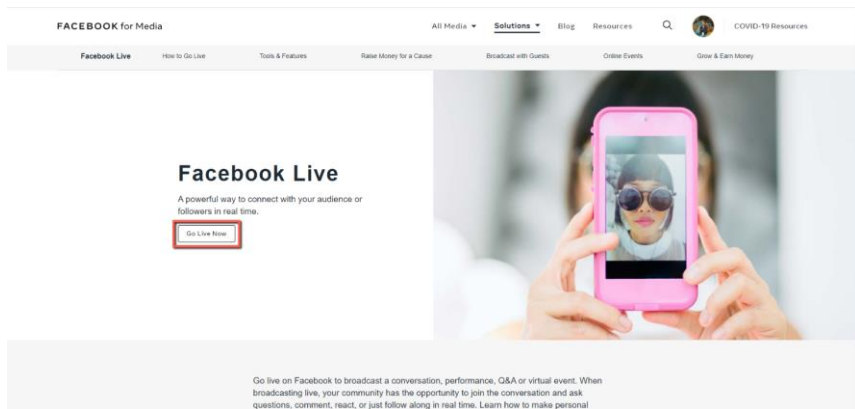 FACEBOOK for Media
All Media Solutions Blog Resources COVID-19 Resources
Facebook Live How to Go Live Tools & Features Raise Money for a Cause Broadcast with Guests Online Events Grow & Earn Money
Facebook Live
A powerful way to connect with your audience or
followers in real time.
Go Live Now
Go live on Facebook to broadcast a conversation, performance, Q&A or virtual event. When
broadcasting live, your community has the opportunity to join the conversation and ask
questions, comment, react, or just follow along in real time. Learn how to make personal